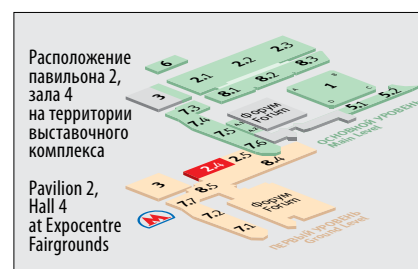 Расположение
павильона 2,
зала 4
на территории
выставочного
комплекса
Pavilion 2,
Hall 4
at Expocentre
Fairgrounds
6
2.1
2.2
2.3
3
8.1
8.2
8.3
7.3
7.4
7.5
7.6
Форум
Forum
A
B
C
D
1
5.1
5.2
ОСНОВНОЙ УРОВЕНЬ
Main Level
2.4
2.5
8.4
3
8.5
7.7
7.2
7.1
Форум
Forum
ПЕРВЫЙ УРОВЕНЬ
Ground Level